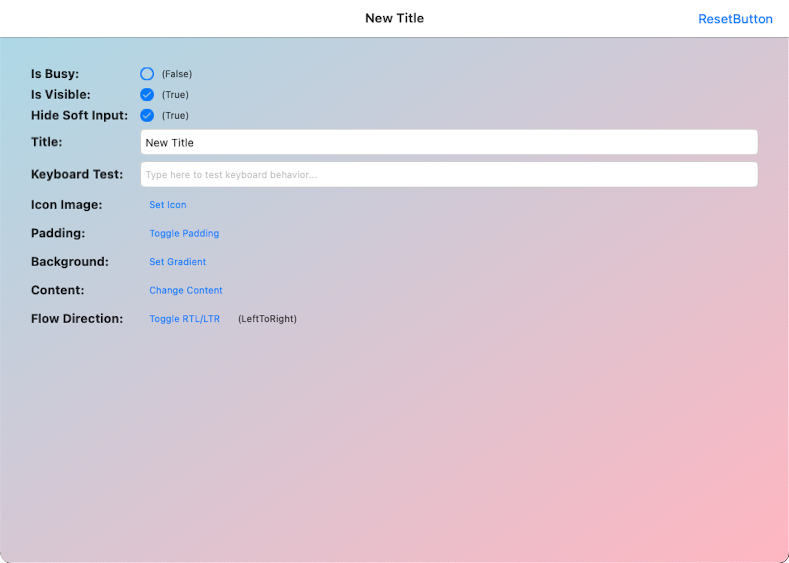 New Title
ResetButton
Is Busy: (False)
Is Visible: (True)
Hide Soft Input: (True)
Title: New Title
Keyboard Test: Type here to test keyboard behavior...
Icon Image: Set Icon
Padding: Toggle Padding
Background: Set Gradient
Content: Change Content
Flow Direction: Toggle RTL/LTR (LeftToRight)